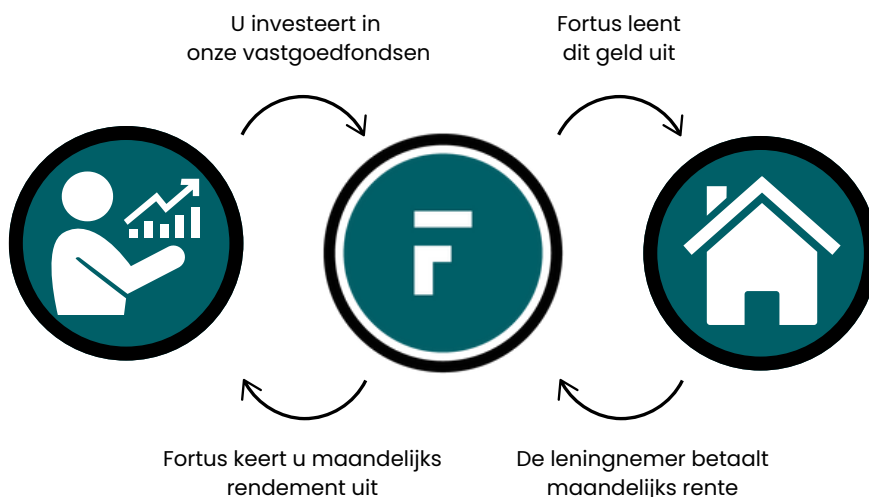 U investeert in
onze vastgoedfondsen
Fortus leent
dit geld uit
F
Fortus keert u maandelijks
rendement uit
De leningnemer betaalt
maandelijks rente